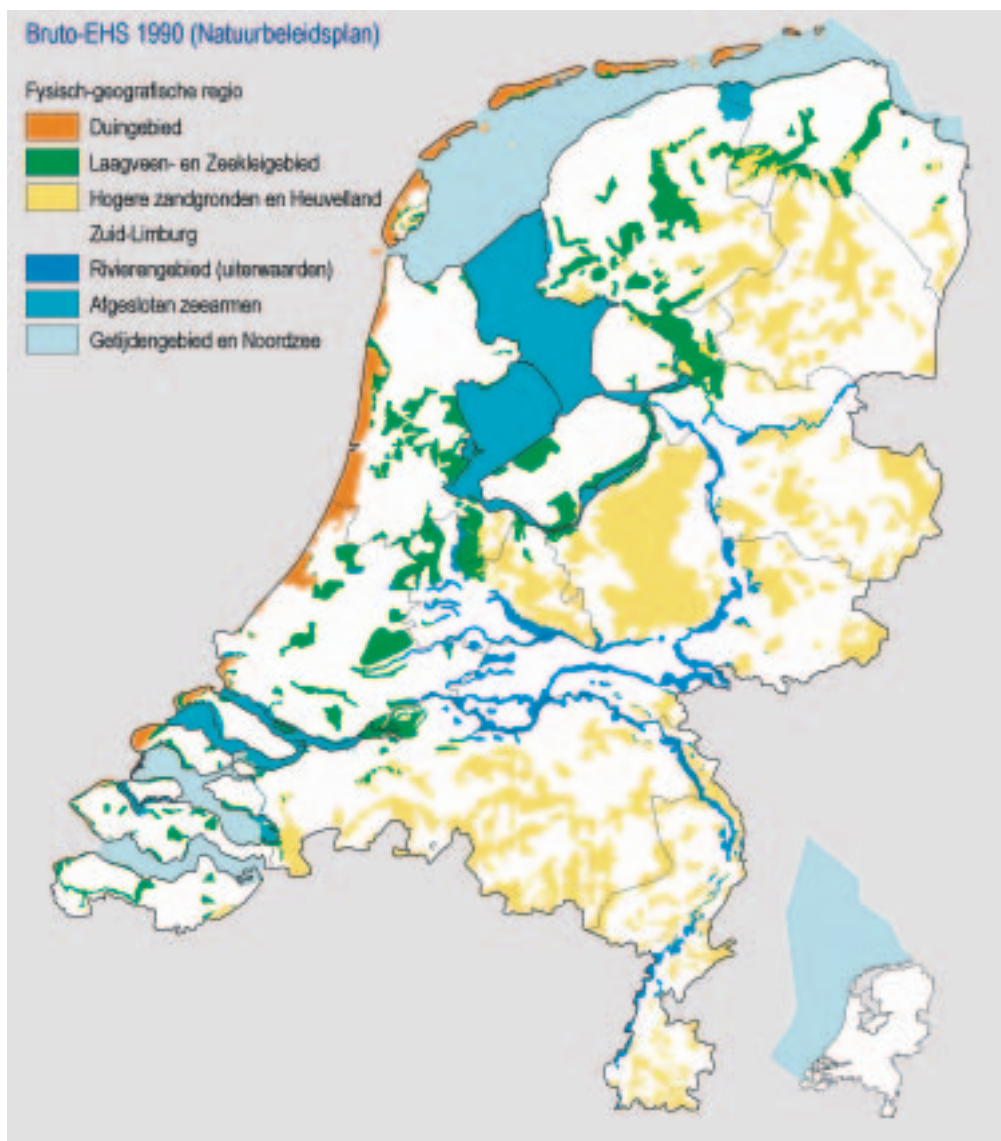 Bruto-EHS 1990 (Natuurbeleidsplan)
Fysisch-geografische regio
Duingebied
Laagveen- en Zeekleigebied
Hogere zandgronden en Heuvelland
Zuid-Limburg
Rivierengebied (uiterwaarden)
Afgesloten zeearmen
Getijdengebied en Noordzee